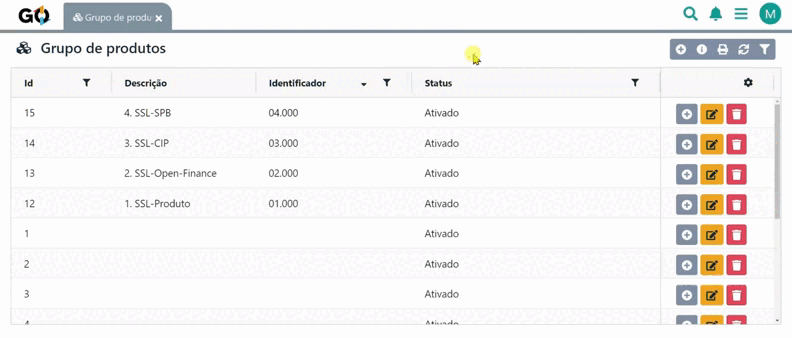 GO
Grupo de produ
M
Grupo de produtos
Id Descrição Identificador Status
15 4. SSL-SPB 04.000 Ativado
14 3. SSL-CIP 03.000 Ativado
13 2. SSL-Open-Finance 02.000 Ativado
12 1. SSL-Produto 01.000 Ativado
1 Ativado
2 Ativado
3 Ativado
4 Ativado